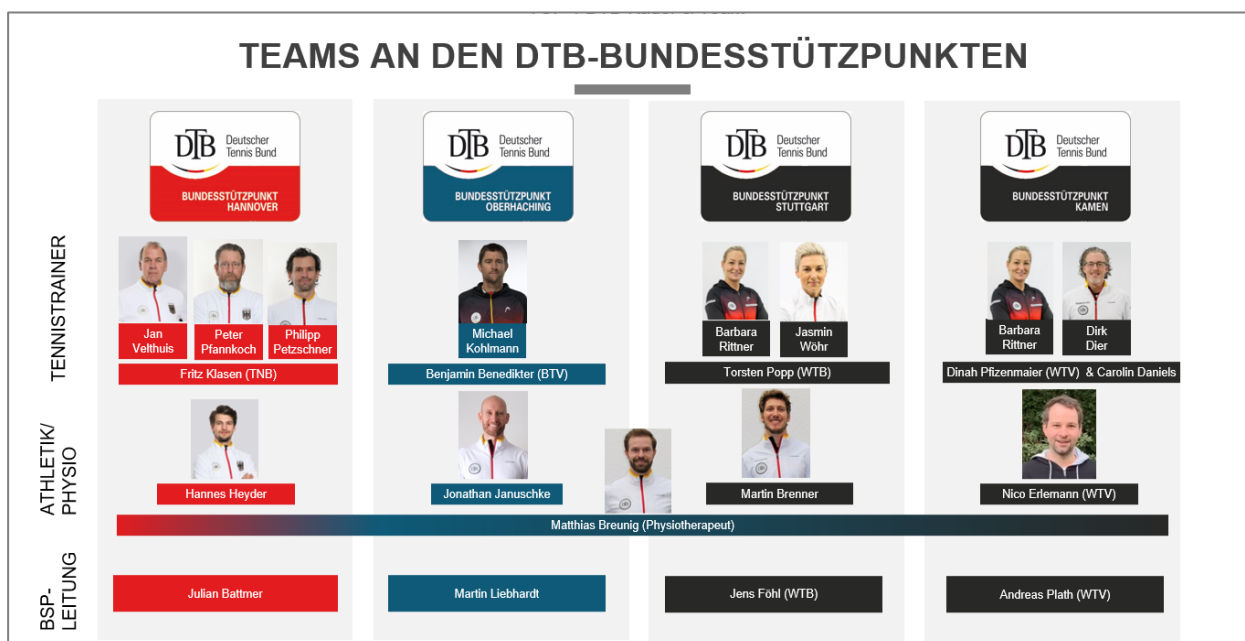 TEAMS AN DEN DTB-BUNDESSTÜTZPUNKTEN
DTB Deutscher
Tennis Bund
BUNDESSTÜTZPUNKT
HANNOVER
DTB Deutscher
Tennis Bund
BUNDESSTÜTZPUNKT
OBERHACHING
DTB Deutscher
Tennis Bund
BUNDESSTÜTZPUNKT
STUTTGART
DTB Deutscher
Tennis Bund
BUNDESSTÜTZPUNKT
KAMEN
TENNISTRAINER
Jan
Velthuis
Peter
Pfannkoch
Philipp
Petzschner
Fritz Klasen (TNB)
Michael
Kohlmann
Benjamin Benedikter (BTV)
Barbara
Rittner
Jasmin
Wöhr
Torsten Popp (WTB)
Barbara
Rittner
Dirk
Dier
Dinah Pfizenmaier (WTV) & Carolin Daniels
ATHLETIK/
PHYSIO
Hannes Heyder
Jonathan Januschke
Martin Brenner
Nico Erlemann (WTV)
Matthias Breunig (Physiotherapeut)
BSP-
LEITUNG
Julian Battmer
Martin Liebhardt
Jens Föhl (WTB)
Andreas Plath (WTV)